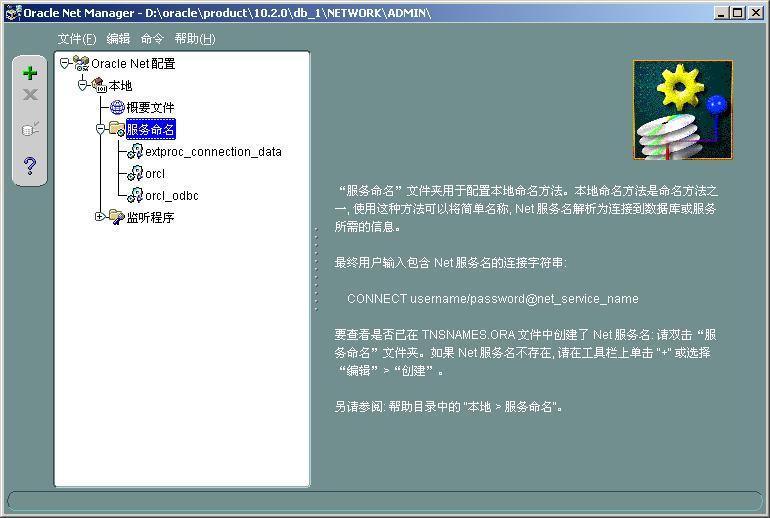 Oracle Net Manager - D:\oracle\product\10.2.0\db_1\NETWORK\ADMIN\
文件(F) 编辑 命令 帮助(H)
Oracle Net 配置
本地
概要文件
服务命名
extproc_connection_data
orcl
orcl_odbc
监听程序
“服务命名”文件夹用于配置本地命名方法。本地命名方法是命名方法之
一, 使用这种方法可以将简单名称, Net 服务名解析为连接到数据库或服务
所需的信息。
最终用户输入包含 Net 服务名的连接字符串:
CONNECT username/password@net_service_name
要查看是否已在 TNSNAMES.ORA 文件中创建了 Net 服务名: 请双击“服
务命名”文件夹。如果 Net 服务名不存在, 请在工具栏上单击 "+" 或选择
“编辑”>“创建”。
另请参阅: 帮助目录中的 "本地 > 服务命名"。